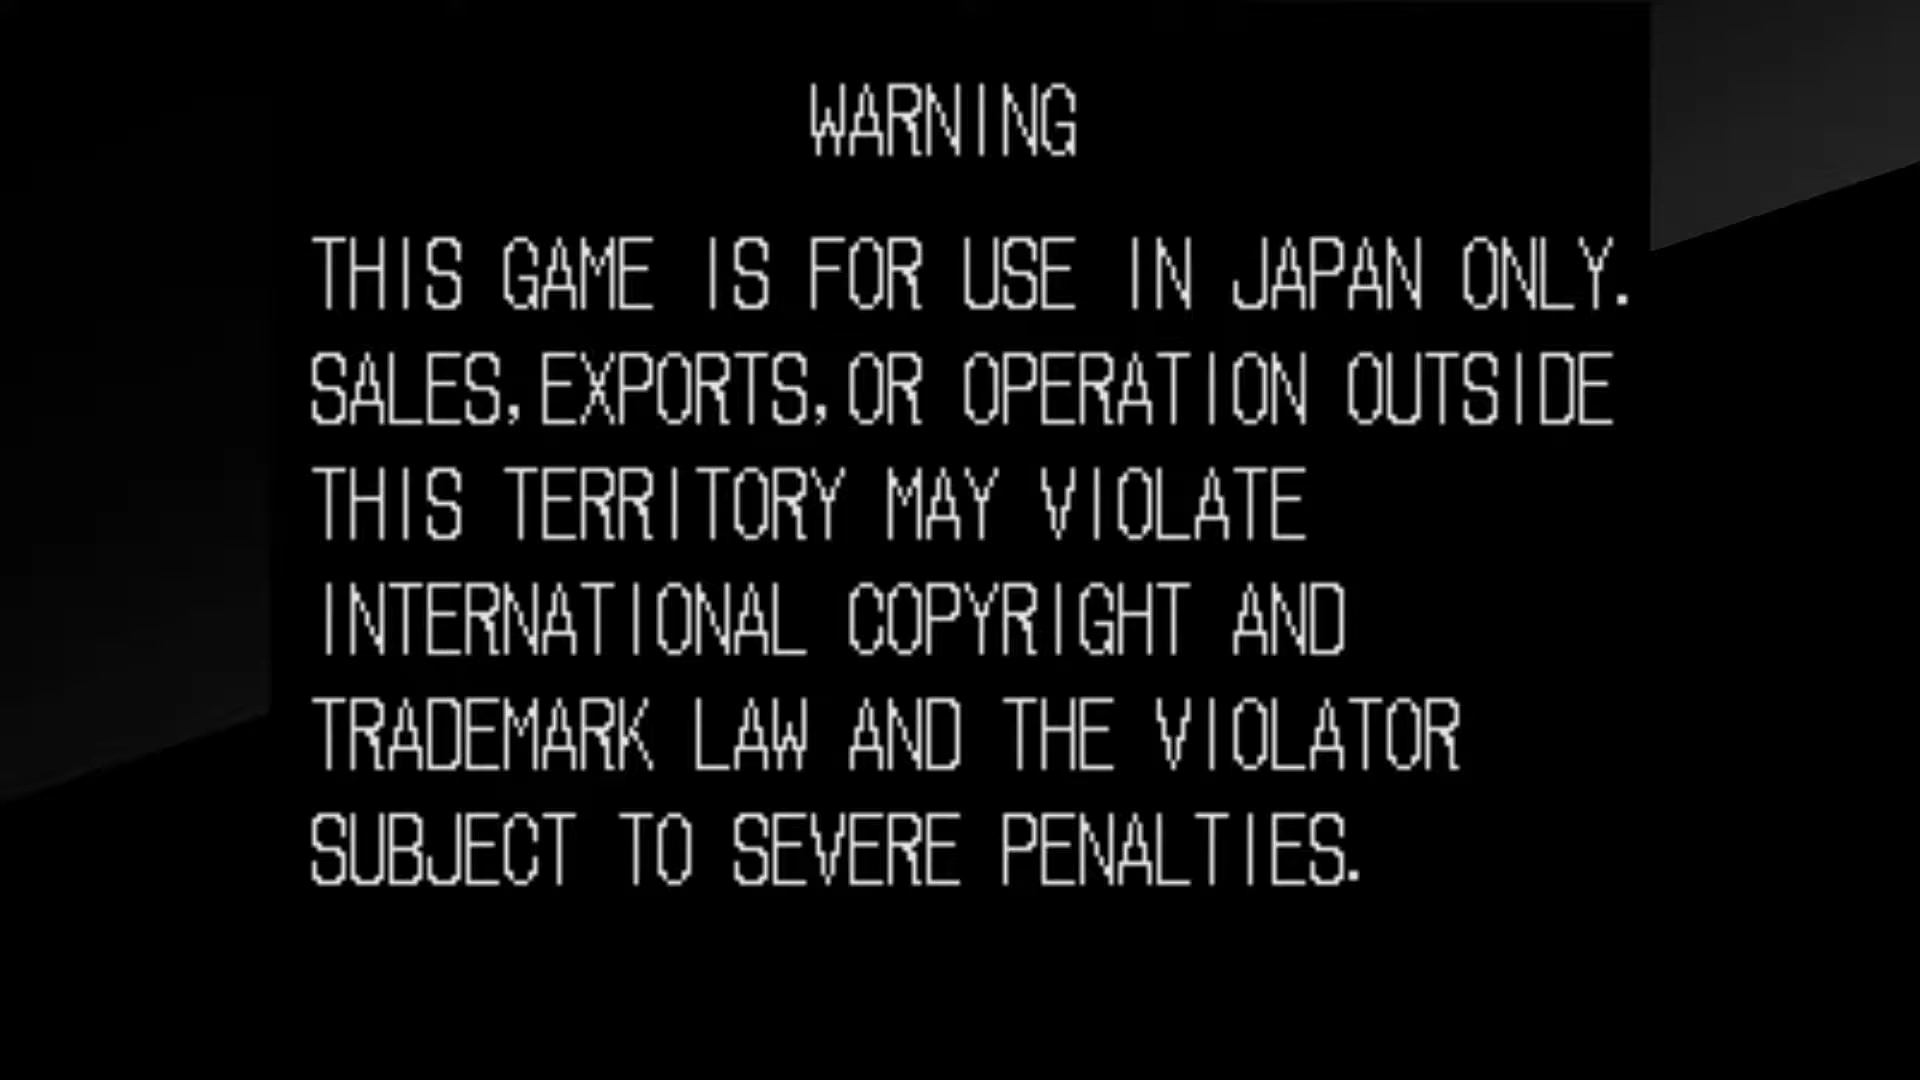 WARNING
THIS GAME IS FOR USE IN JAPAN ONLY.
SALES,EXPORTS,OR OPERATION OUTSIDE
THIS TERRITORY MAY VIOLATE
INTERNATIONAL COPYRIGHT AND
TRADEMARK LAW AND THE VIOLATOR
SUBJECT TO SEVERE PENALTIES.